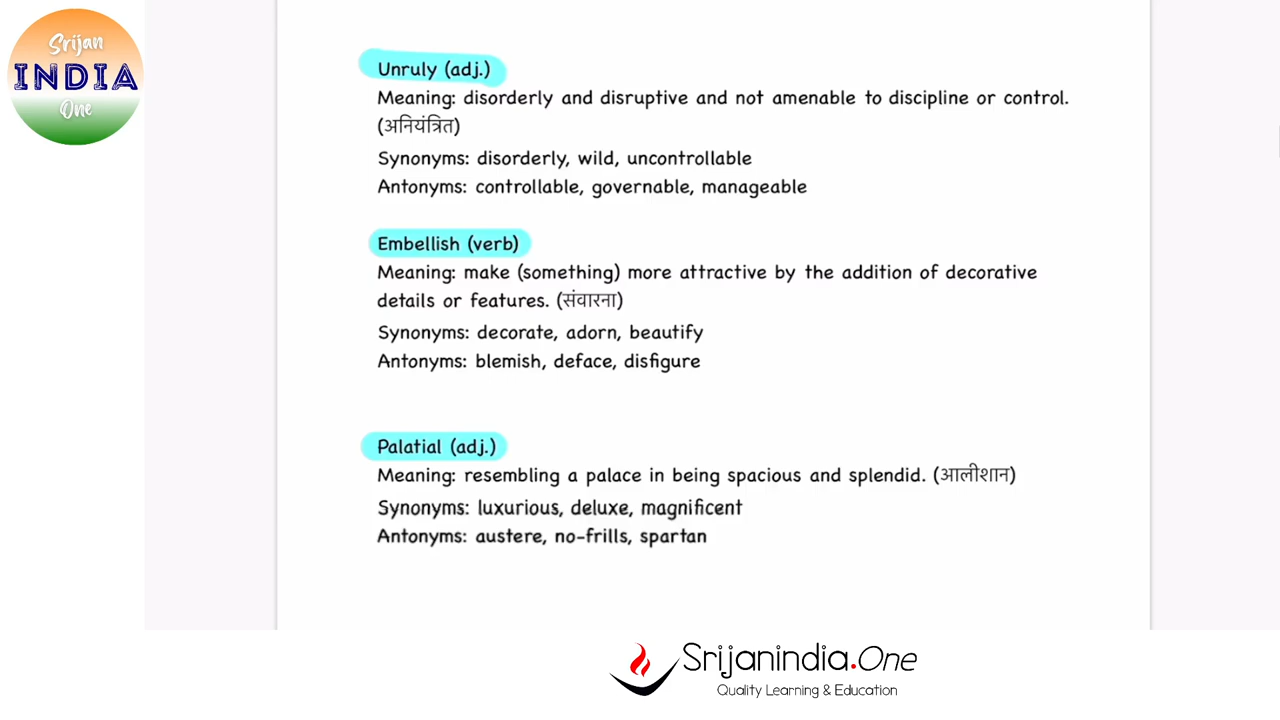 Srijan
INDIA
One
Unruly (adj.)
Meaning: disorderly and disruptive and not amenable to discipline or control.
(अनियंत्रित)
Synonyms: disorderly, wild, uncontrollable
Antonyms: controllable, governable, manageable
Embellish (verb)
Meaning: make (something) more attractive by the addition of decorative
details or features. (संवारना)
Synonyms: decorate, adorn, beautify
Antonyms: blemish, deface, disfigure
Palatial (adj.)
Meaning: resembling a palace in being spacious and splendid. (आलीशान)
Synonyms: luxurious, deluxe, magnificent
Antonyms: austere, no-frills, spartan
Srijanindia.One
Quality Learning & Education